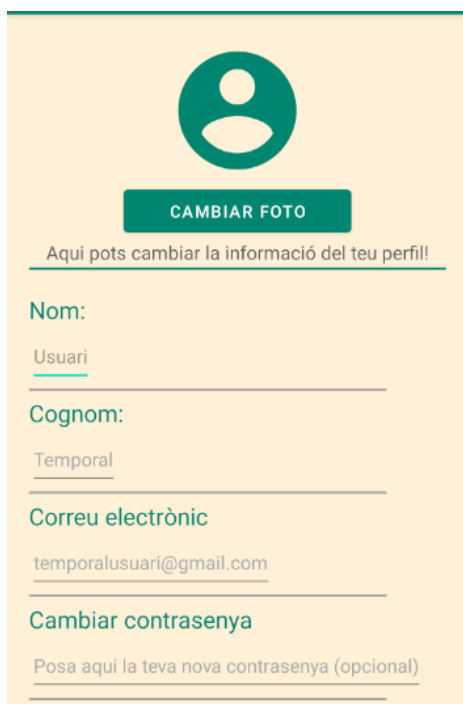 CAMBIAR FOTO
Aqui pots cambiar la informació del teu perfil!
Nom:
Usuari
Cognom:
Temporal
Correu electrònic
temporalusuari@gmail.com
Cambiar contrasenya
Posa aqui la teva nova contrasenya (opcional)